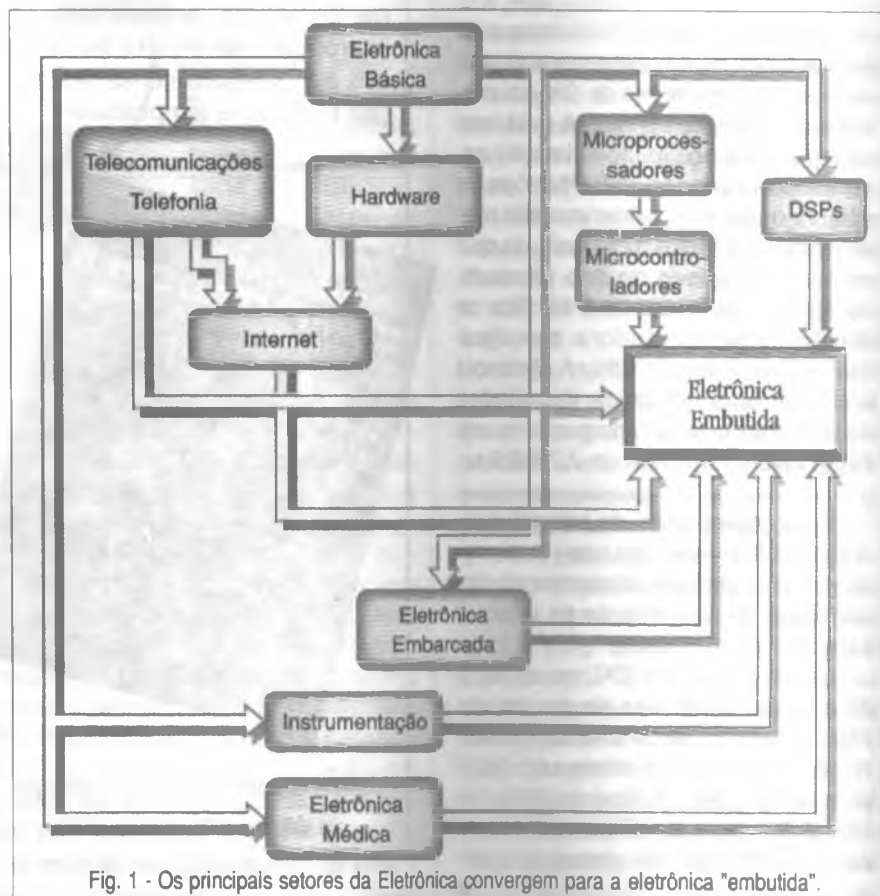 Eletrônica
Básica
Telecomunicações
Telefonia
Hardware
Microproces-
sadores
DSPs
Microcontro-
ladores
Internet
Eletrônica
Embutida
Eletrônica
Embarcada
Instrumentação
Eletrônica
Médica
Fig. 1 - Os principais setores da Eletrônica convergem para a eletrônica "embutida".